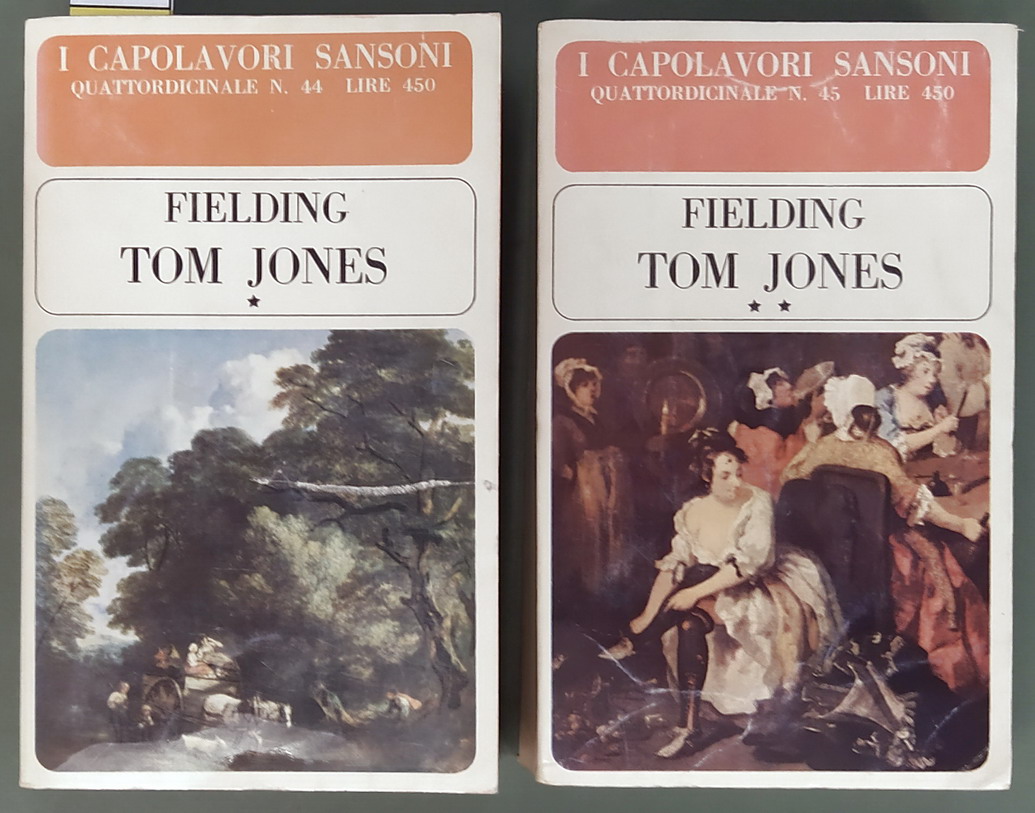 I CAPOLAVORI SANSONI
QUATTORDICINALE N. 44 LIRE 450
FIELDING
TOM JONES
★
I CAPOLAVORI SANSONI
QUATTORDICINALE N. 45 LIRE 450
FIELDING
TOM JONES
★ ★